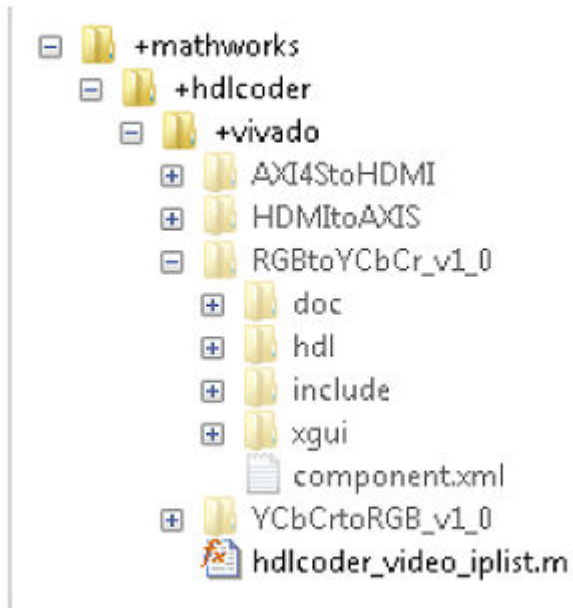 +mathworks
+hdlcoder
+vivado
AXI4StoHDMI
HDMItoAXIS
RGBtoYCbCr_v1_0
doc
hdl
include
xgui
component.xml
YCbCrtoRGB_v1_0
hdlcoder_video_iplist.m